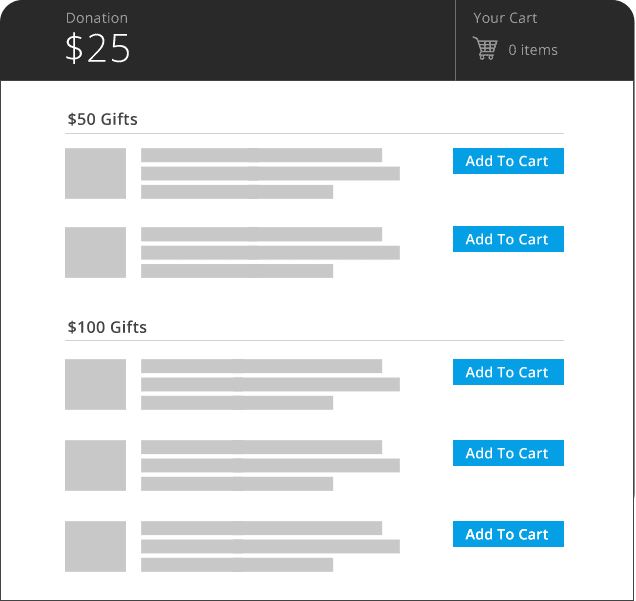 Donation
$25
Your Cart
0 items
$50 Gifts
Add To Cart
Add To Cart
$100 Gifts
Add To Cart
Add To Cart
Add To Cart